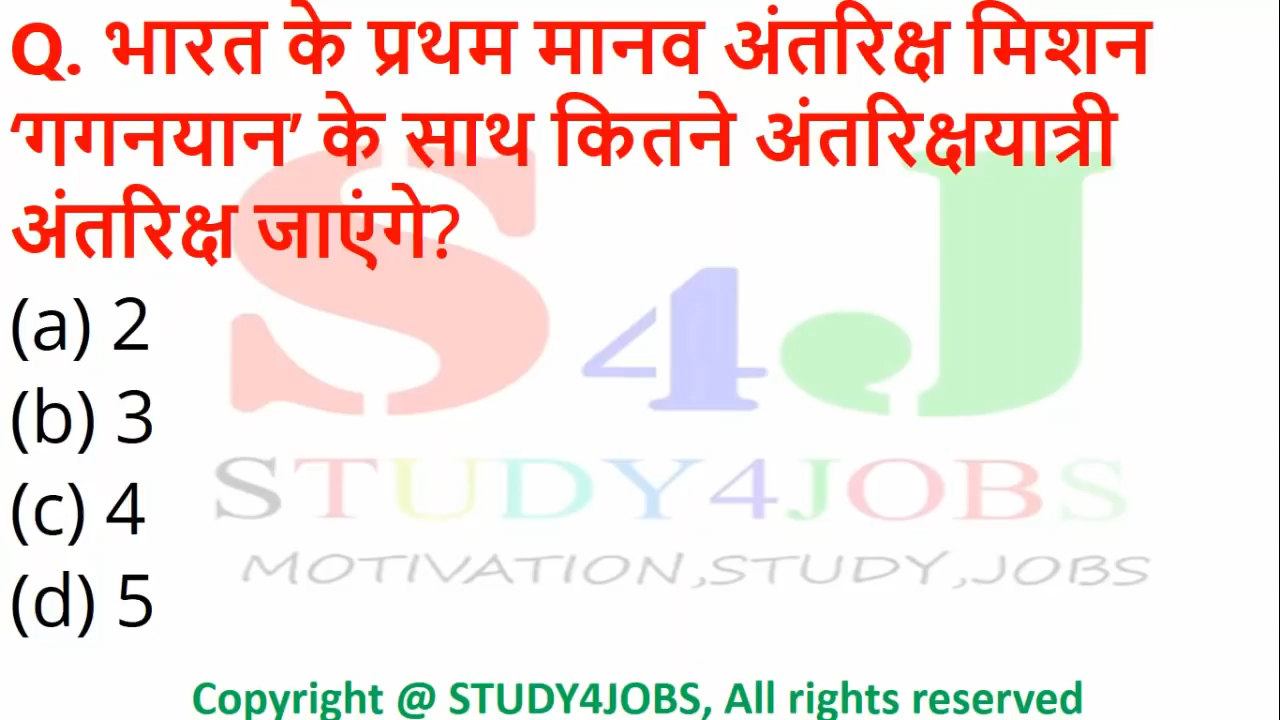 Q. भारत के प्रथम मानव अंतरिक्ष मिशन
‘गगनयान’ के साथ कितने अंतरिक्षयात्री
अंतरिक्ष जाएंगे?
(a) 2
(b) 3
(c) 4
(d) 5
S4J
STUDY4JOBS
MOTIVATION,STUDY,JOBS
Copyright @ STUDY4JOBS, All rights reserved